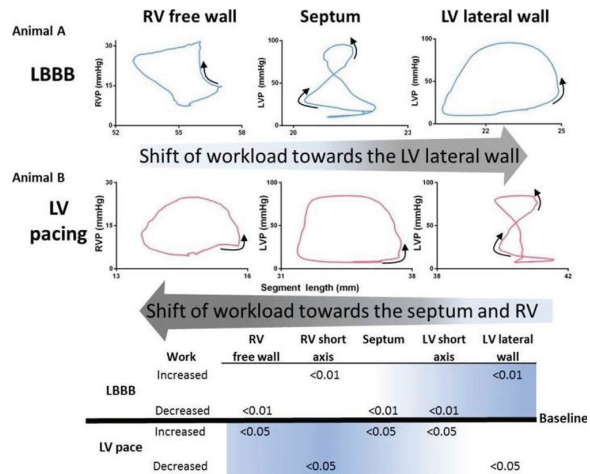 Animal A
RV free wall Septum LV lateral wall
LBBB
RVP (mmHg) 30 15 0 52 55 58
LVP (mmHg) 100 50 0 20 23
LVP (mmHg) 100 50 0 22 25
Shift of workload towards the LV lateral wall
Animal B
LV pacing
RVP (mmHg) 30 15 0 13 16
LVP (mmHg) 100 50 0 31 38
LVP (mmHg) 100 50 0 42
Segment length (mm)
Shift of workload towards the septum and RV
Work RV free wall RV short axis Septum LV short axis LV lateral wall
LBBB
Increased <0.01 <0.01
Decreased <0.01 <0.01 <0.01
Baseline
LV pace
Increased <0.05 <0.05 <0.05
Decreased <0.05 <0.05